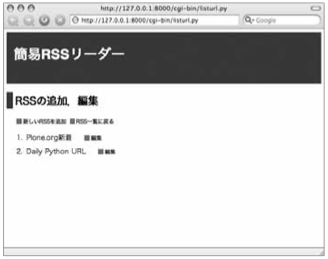 http://127.0.0.1:8000/cgi-bin/listurl.py
http://127.0.0.1:8000/cgi-bin/listurl.py
Google
簡易RSSリーダー
RSSの追加，編集
新しいRSSを追加 RSS一覧に戻る
1. Plone.org新着 編集
2. Daily Python URL 編集